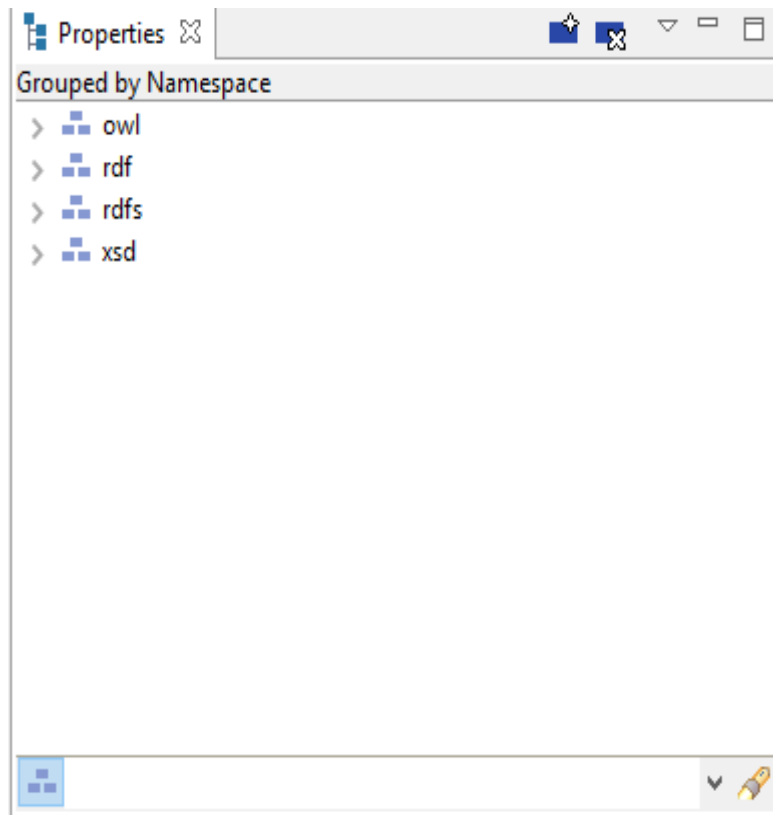 Properties
Grouped by Namespace
owl
rdf
rdfs
xsd